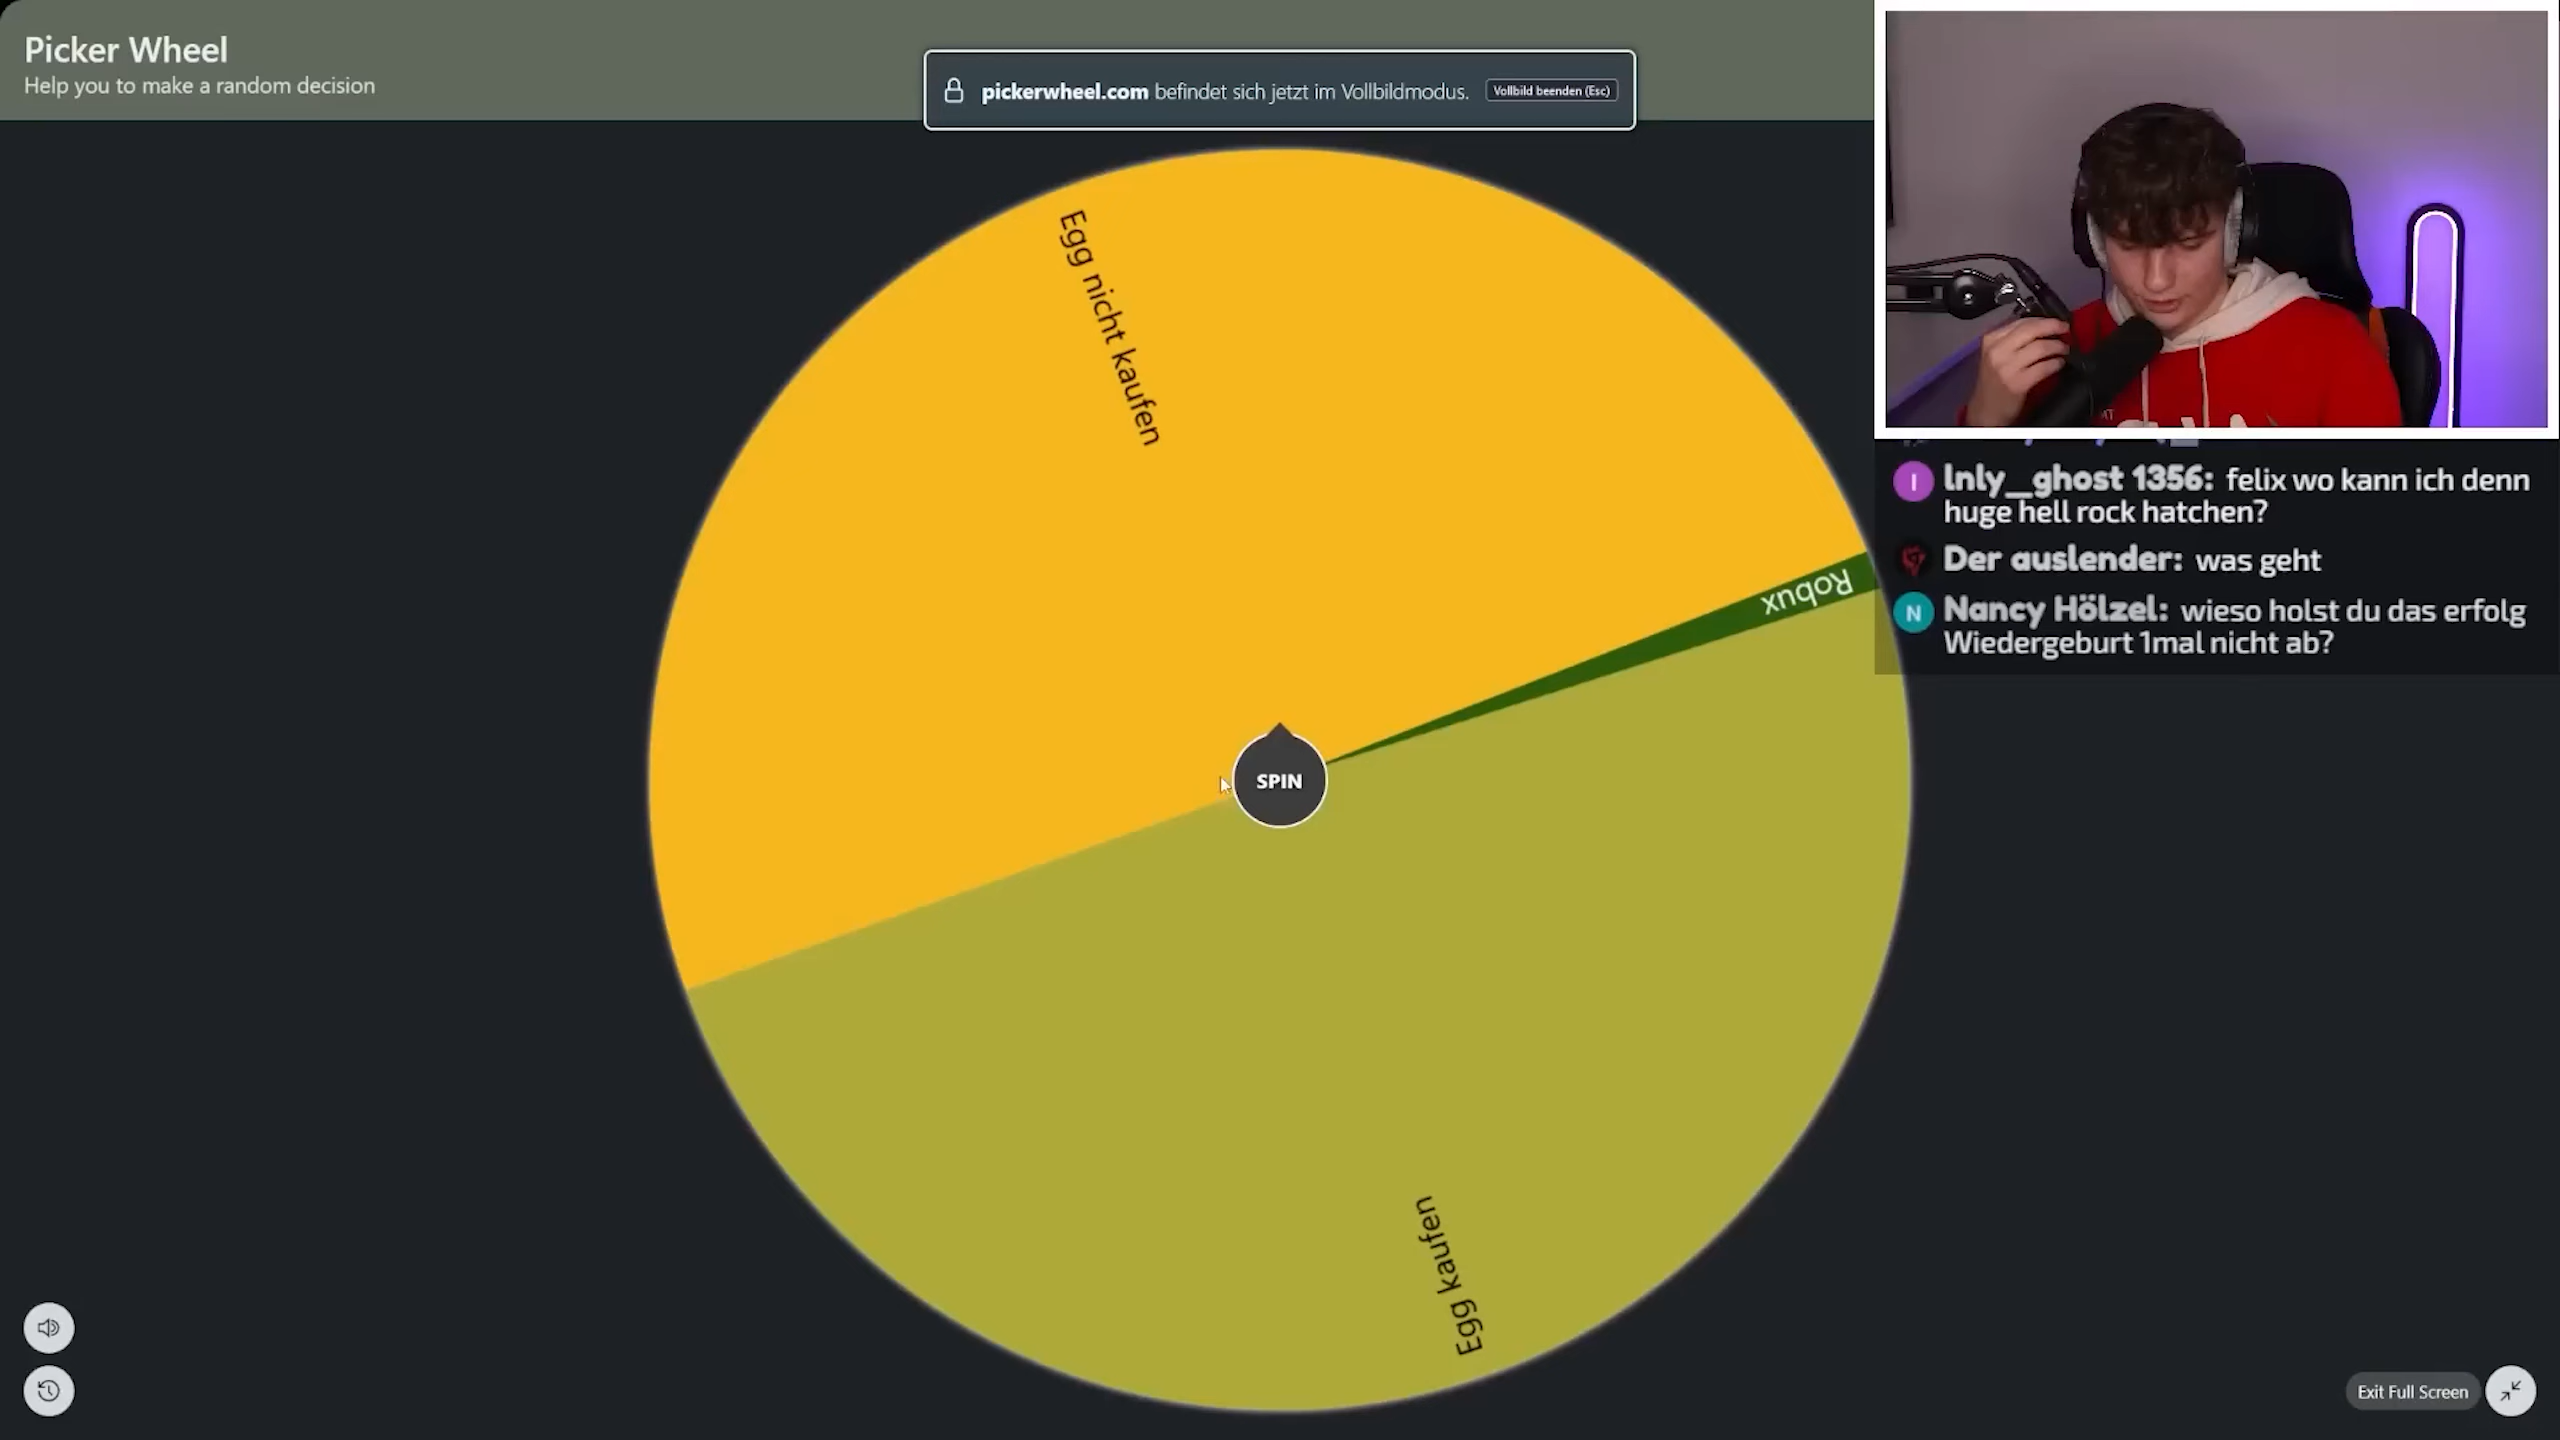 Picker Wheel
Help you to make a random decision
pickerwheel.com befindet sich jetzt im Vollbildmodus. Vollbild beenden (Esc)
Egg nicht kaufen
Robux
SPIN
Egg kaufen
I lnly__ghost 1356: felix wo kann ich denn
huge hell rock hatchen?
Der auslender: was geht
N Nancy Hölzel: wieso holst du das erfolg
Wiedergeburt 1mal nicht ab?
Exit Full Screen